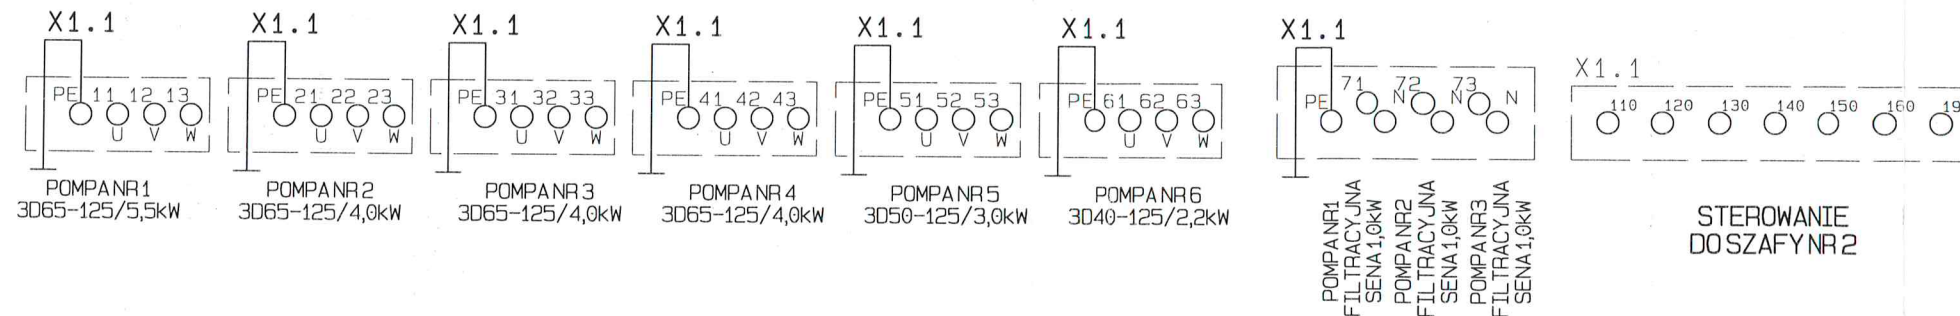 X1.1
PE 11 12 13
U V W
POMPA NR 1
3D65-125/5,5kW
X1.1
PE 21 22 23
U V W
POMPA NR 2
3D65-125/4,0kW
X1.1
PE 31 32 33
U V W
POMPA NR 3
3D65-125/4,0kW
X1.1
PE 41 42 43
U V W
POMPA NR 4
3D65-125/4,0kW
X1.1
PE 51 52 53
U V W
POMPA NR 5
3D50-125/3,0kW
X1.1
PE 61 62 63
U V W
POMPA NR 6
3D40-125/2,2kW
X1.1
PE 71 N 72 N 73 N
POMPA NR1
FILTRACYJNA
SENA 1,0kW
POMPA NR2
FILTRACYJNA
SENA 1,0kW
POMPA NR3
FILTRACYJNA
SENA 1,0kW
X1.1
110 120 130 140 150 160
STEROWANIE
DO SZAFY NR 2